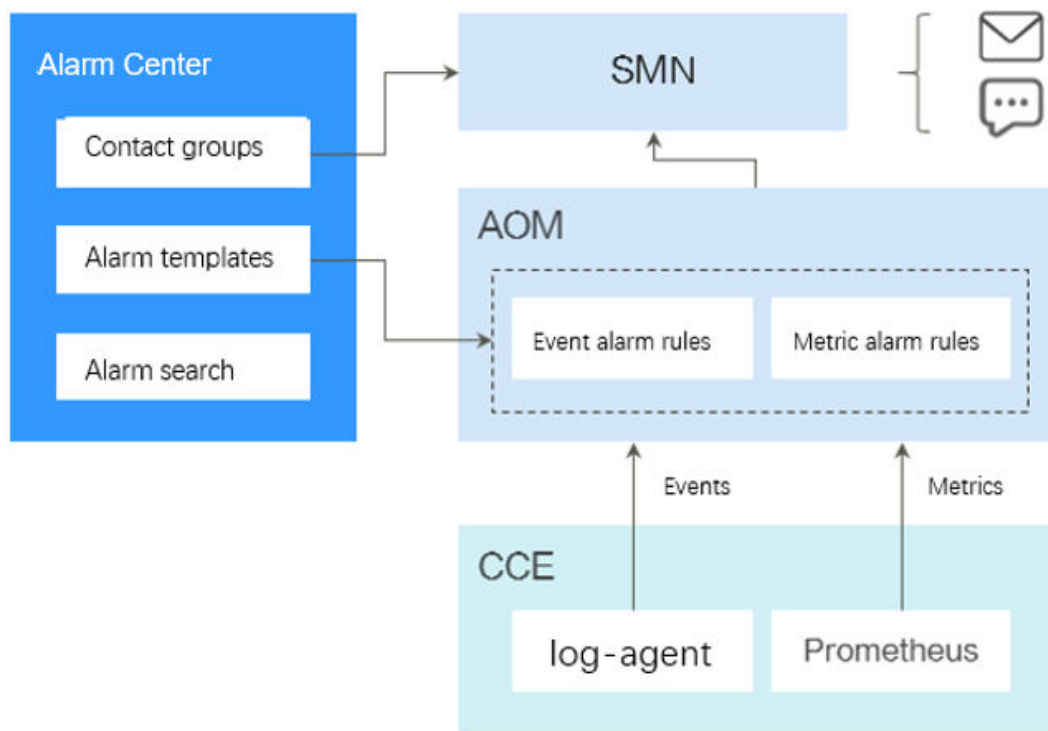 Alarm Center
Contact groups
Alarm templates
Alarm search
SMN
AOM
Event alarm rules
Metric alarm rules
Events
Metrics
CCE
log-agent
Prometheus